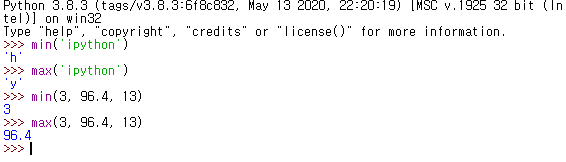 Python 3.8.3 (tags/v3.8.3:6f8c832, May 13 2020, 22:20:19) [MSC v.1925 32 bit (In
tel)] on win32
Type "help", "copyright", "credits" or "license()" for more information.
>>> min('ipython')
'h'
>>> max('ipython')
'y'
>>> min(3, 96.4, 13)
3
>>> max(3, 96.4, 13)
96.4
>>>